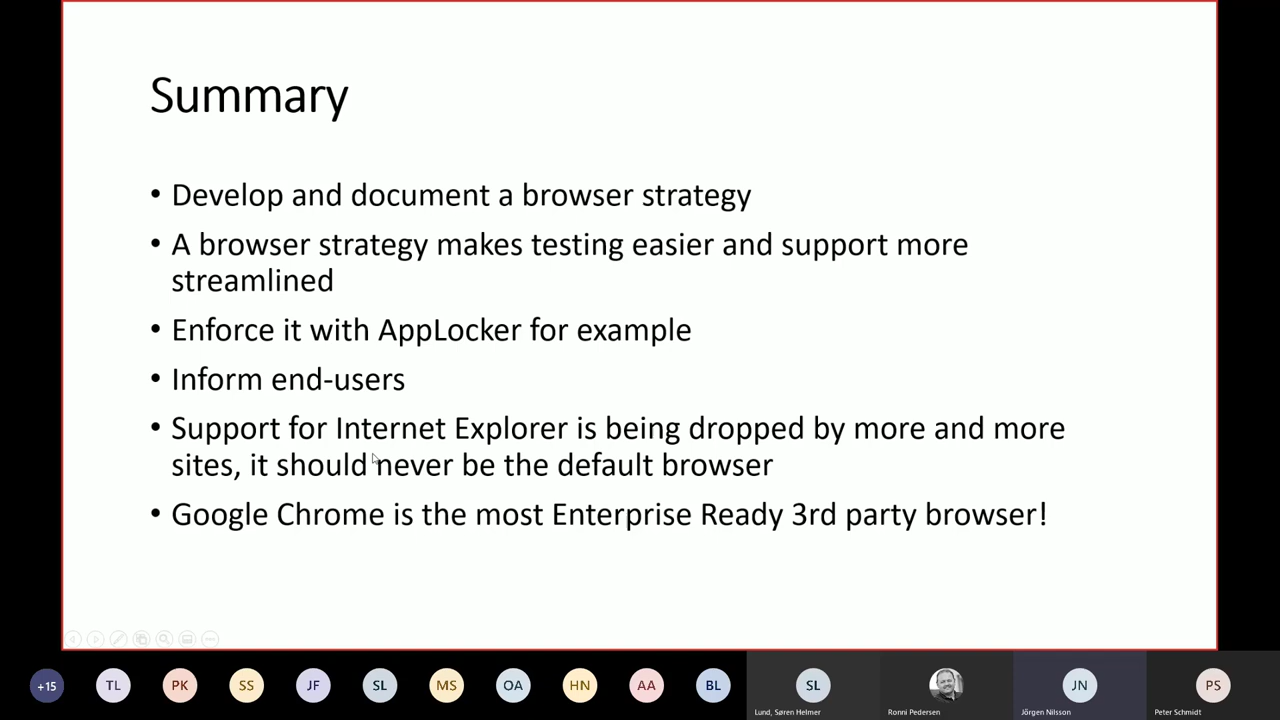 Summary
• Develop and document a browser strategy
• A browser strategy makes testing easier and support more
streamlined
• Enforce it with AppLocker for example
• Inform end-users
• Support for Internet Explorer is being dropped by more and more
sites, it should never be the default browser
• Google Chrome is the most Enterprise Ready 3rd party browser!
+15 TL PK SS JF SL MS OA HN AA BL SL JN PS
Lund, Søren Helmer Ronni Pedersen Jörgen Nilsson Peter Schmidt